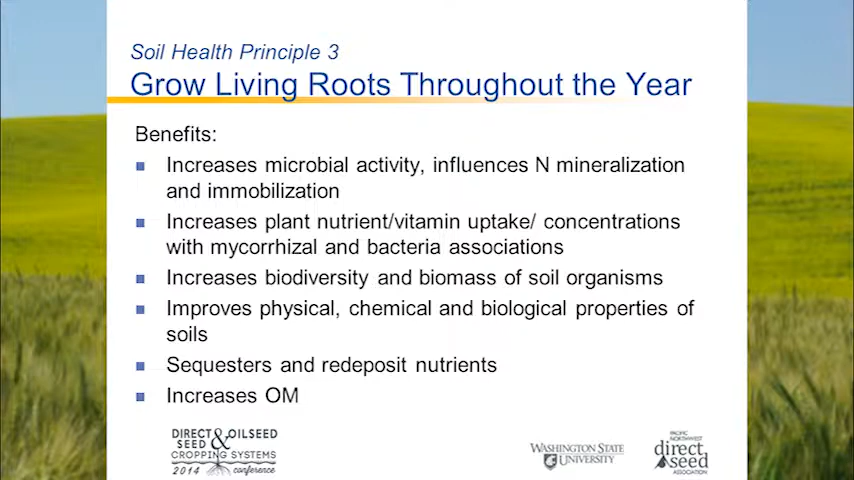 Soil Health Principle 3
Grow Living Roots Throughout the Year
Benefits:
Increases microbial activity, influences N mineralization
and immobilization
Increases plant nutrient/vitamin uptake/ concentrations
with mycorrhizal and bacteria associations
Increases biodiversity and biomass of soil organisms
Improves physical, chemical and biological properties of
soils
Sequesters and redeposit nutrients
Increases OM
DIRECT & OILSEED
SEED
CROPPING SYSTEMS
2014 conference
WASHINGTON STATE
UNIVERSITY
PACIFIC
NORTHWEST
direct
seed
ASSOCIATION